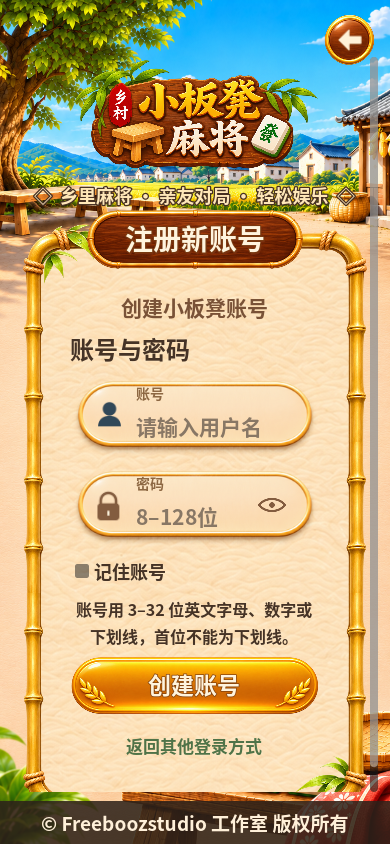 乡村
小板凳
麻将
發
乡里麻将 · 亲友对局 · 轻松娱乐
注册新账号
创建小板凳账号
账号与密码
账号
请输入用户名
密码
8–128位
记住账号
账号用 3–32 位英文字母、数字或
下划线，首位不能为下划线。
创建账号
返回其他登录方式
© Freeboozstudio 工作室 版权所有